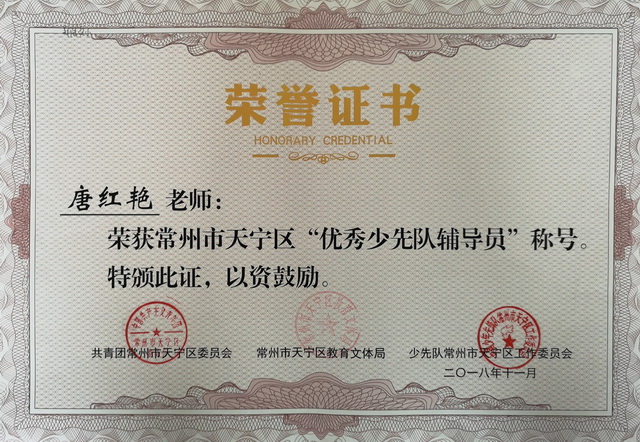 荣誉证书
HONORARY CREDENTIAL
唐红艳 老师：
荣获常州市天宁区“优秀少先队辅导员”称号。
特颁此证，以资鼓励。
共青团常州市天宁区委员会 常州市天宁区教育文体局 少先队常州市天宁区工作委员会
二〇一八年十一月